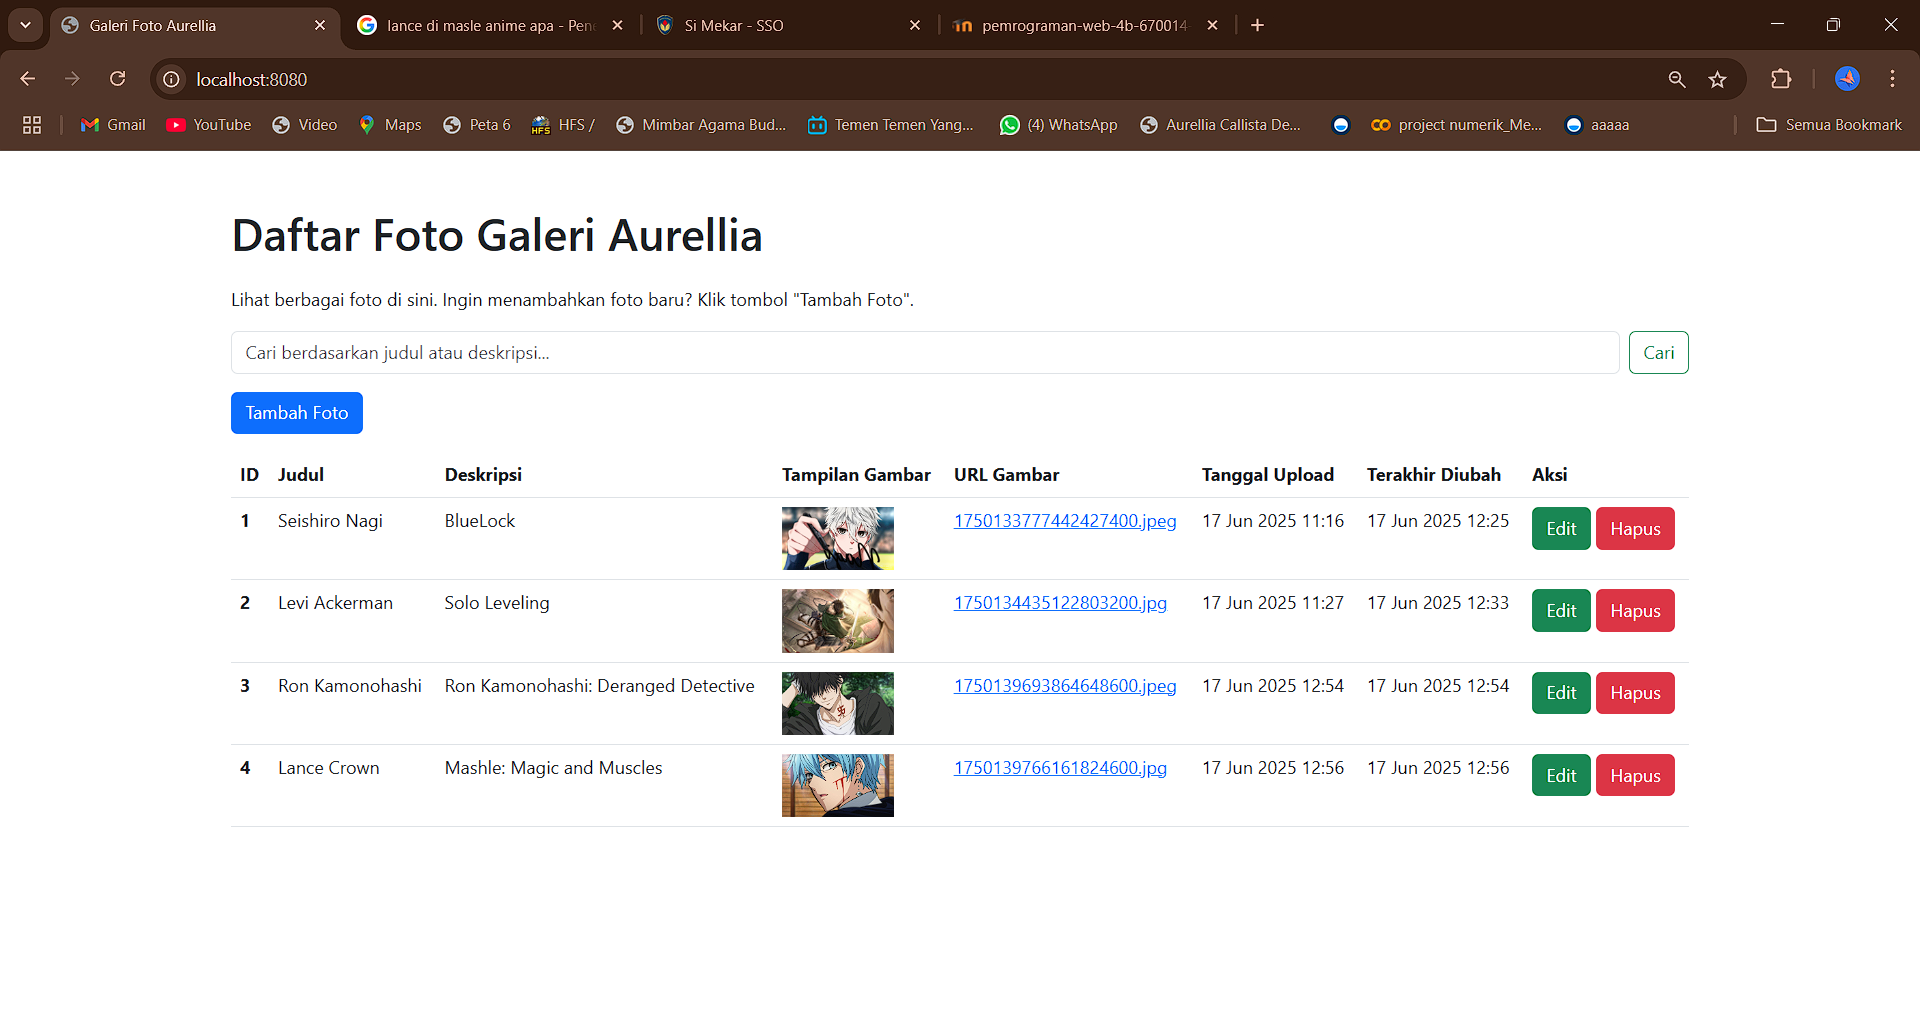 Galeri Foto Aurellia
lance di masle anime apa - Pene
Si Mekar - SSO
pemrograman-web-4b-670014
localhost:8080
Gmail YouTube Video Maps Peta 6 HFS / Mimbar Agama Bud... Temen Temen Yang... (4) WhatsApp Aurellia Callista De... project numerik_Me... aaaaa Semua Bookmark
Daftar Foto Galeri Aurellia
Lihat berbagai foto di sini. Ingin menambahkan foto baru? Klik tombol "Tambah Foto".
Cari berdasarkan judul atau deskripsi... Cari
Tambah Foto
ID Judul Deskripsi Tampilan Gambar URL Gambar Tanggal Upload Terakhir Diubah Aksi
1 Seishiro Nagi BlueLock 1750133777442427400.jpeg 17 Jun 2025 11:16 17 Jun 2025 12:25 Edit Hapus
2 Levi Ackerman Solo Leveling 1750134435122803200.jpg 17 Jun 2025 11:27 17 Jun 2025 12:33 Edit Hapus
3 Ron Kamonohashi Ron Kamonohashi: Deranged Detective 1750139693864648600.jpeg 17 Jun 2025 12:54 17 Jun 2025 12:54 Edit Hapus
4 Lance Crown Mashle: Magic and Muscles 1750139766161824600.jpg 17 Jun 2025 12:56 17 Jun 2025 12:56 Edit Hapus